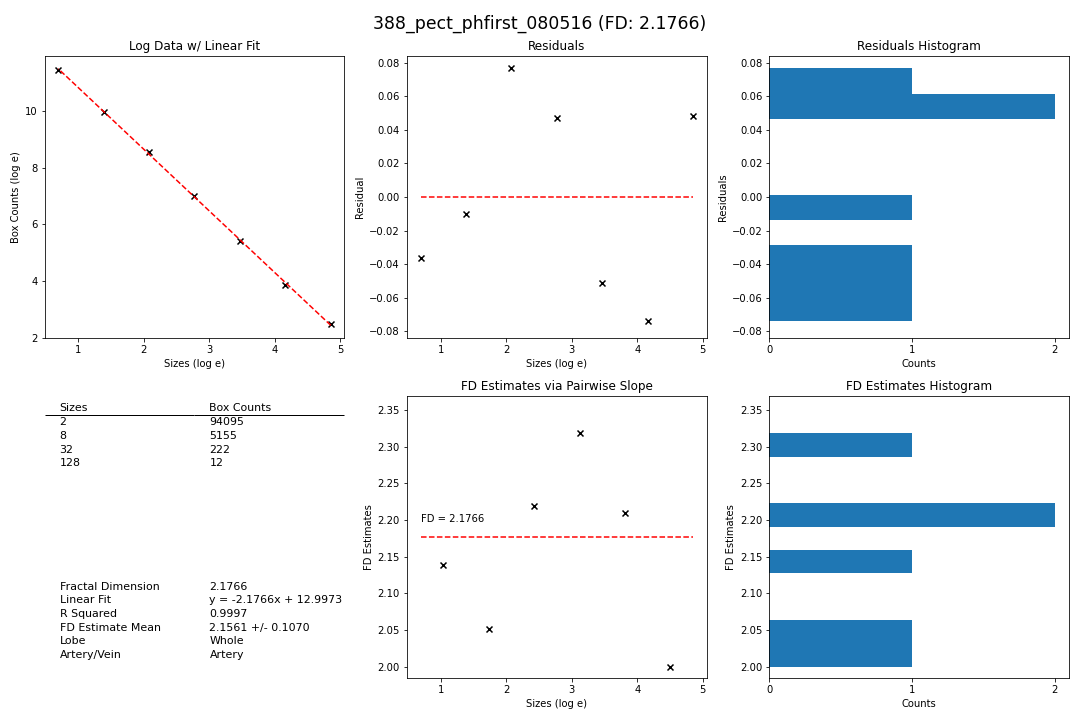 388_pect_phfirst_080516 (FD: 2.1766)
Log Data w/ Linear Fit
Box Counts (log e)
10
8
6
4
2
1 2 3 4 5
Sizes (log e)
Residuals
Residual
0.08
0.06
0.04
0.02
0.00
−0.02
−0.04
−0.06
−0.08
1 2 3 4 5
Sizes (log e)
Residuals Histogram
Residuals
0.08
0.06
0.04
0.02
0.00
−0.02
−0.04
−0.06
−0.08
0 1 2
Counts
Sizes Box Counts
2 94095
8 5155
32 222
128 12
Fractal Dimension 2.1766
Linear Fit y = -2.1766x + 12.9973
R Squared 0.9997
FD Estimate Mean 2.1561 +/- 0.1070
Lobe Whole
Artery/Vein Artery
FD Estimates via Pairwise Slope
FD Estimates
2.35
2.30
2.25
2.20
2.15
2.10
2.05
2.00
FD = 2.1766
1 2 3 4 5
Sizes (log e)
FD Estimates Histogram
FD Estimates
2.35
2.30
2.25
2.20
2.15
2.10
2.05
2.00
0 1 2
Counts